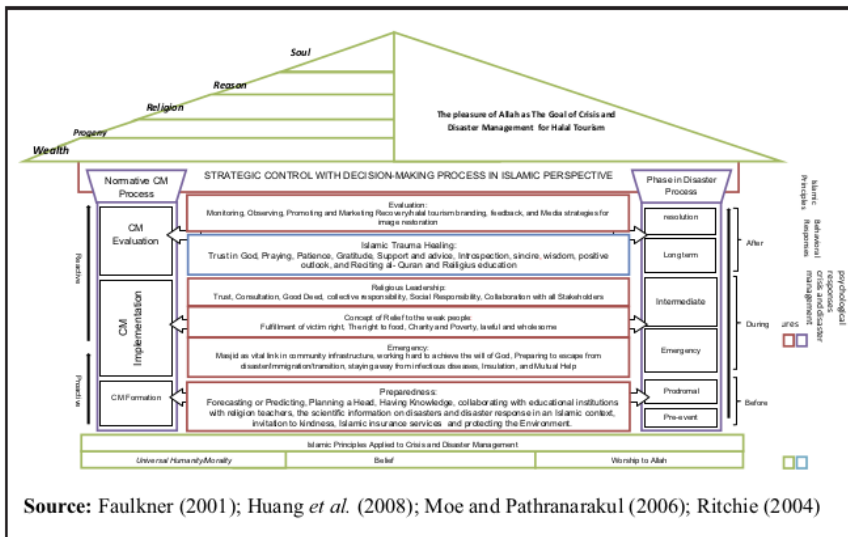 Soul
Reason
Religion
Progeny
Wealth
The pleasure of Allah as The Goal of Crisis and
Disaster Management for Halal Tourism
Normative CM
Process
STRATEGIC CONTROL WITH DECISION-MAKING PROCESS IN ISLAMIC PERSPECTIVE
Phase in Disaster
Process
Evaluation:
Monitoring, Observing, Promoting and Marketing Recovery/halal tourism branding, feedback, and Media strategies for
image restoration
CM
Evaluation
resolution
Islamic Trauma Healing:
Trust in God, Praying, Patience, Gratitude, Support and advice, Introspection, sincire, wisdom, positive
outlook, and Reciting al- Quran and Reiligius education
Long term
After
Reactive
Religious Leadership:
Trust, Consultation, Good Deed, collective responsibility, Social Responsibility, Collaboration with all Stakeholders
CM
Implementation
Intermediate
Concept of Relief to the weak people:
Fulfillment of victim right, The right to food, Charity and Poverty, lawful and wholesome
During
Emergency:
Masjid as vital link in community infrastructure, working hard to achieve the will of God, Preparing to escape from
disaster/immigration/transition, staying away from infectious diseases, Insulation, and Mutual Help
Emergency
Proactive
CM Formation
Preparedness:
Forecasting or Predicting, Planning a Head, Having Knowledge, collaborating with educational institutions
with religion teachers, the scientific information on disasters and disaster response in an Islamic context,
invitation to kindness, Islamic insurance services and protecting the Environment.
Prodromal
Pre-event
Before
Islamic
Principles
Behavioral
Responses
psychological
responses
crisis and disaster
management
ures
Islamic Principles Applied to Crisis and Disaster Management
Universal Humanity/Morality
Belief
Worship to Allah
Source: Faulkner (2001); Huang et al. (2008); Moe and Pathranarakul (2006); Ritchie (2004)